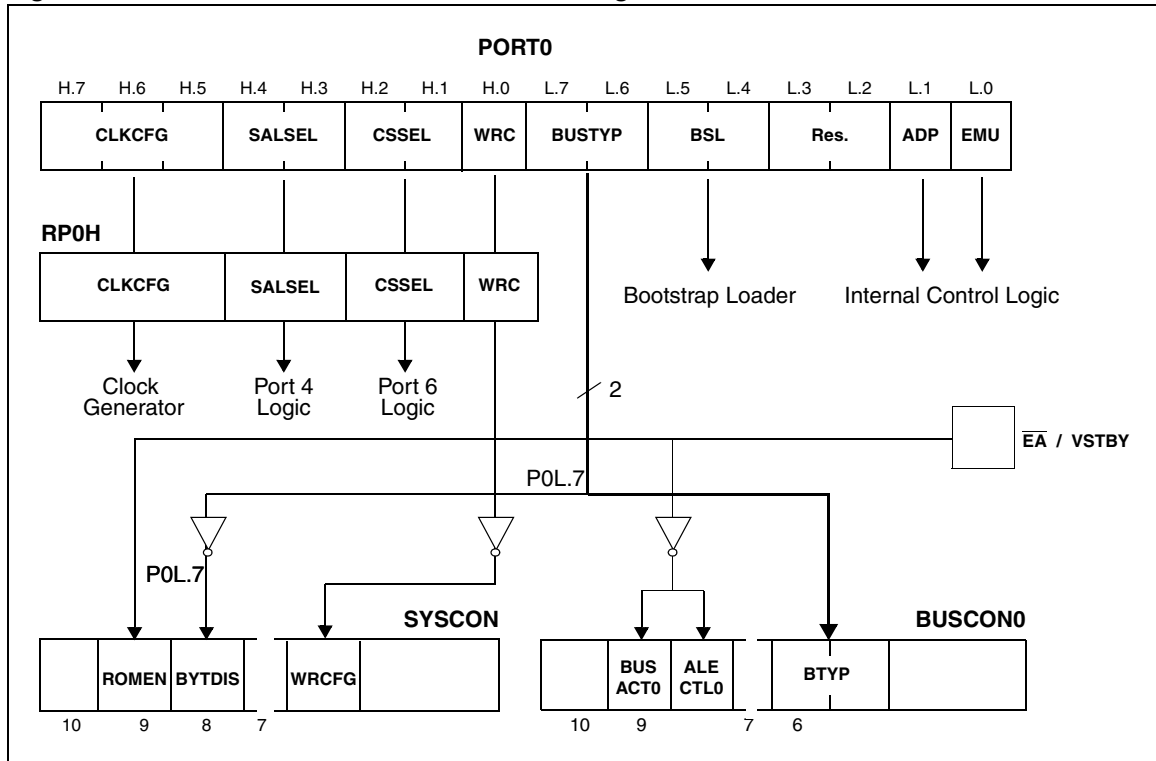 PORT0
H.7 H.6 H.5 H.4 H.3 H.2 H.1 H.0 L.7 L.6 L.5 L.4 L.3 L.2 L.1 L.0
CLKCFG SALSEL CSSEL WRC BUSTYP BSL Res. ADP EMU
RP0H
CLKCFG SALSEL CSSEL WRC
Bootstrap Loader Internal Control Logic
Clock Generator
Port 4 Logic
Port 6 Logic
2
EA / VSTBY
P0L.7
P0L.7
SYSCON BUSCON0
ROMEN BYTDIS WRCFG BUS ACT0 ALE CTL0 BTYP
10 9 8 7 10 9 7 6